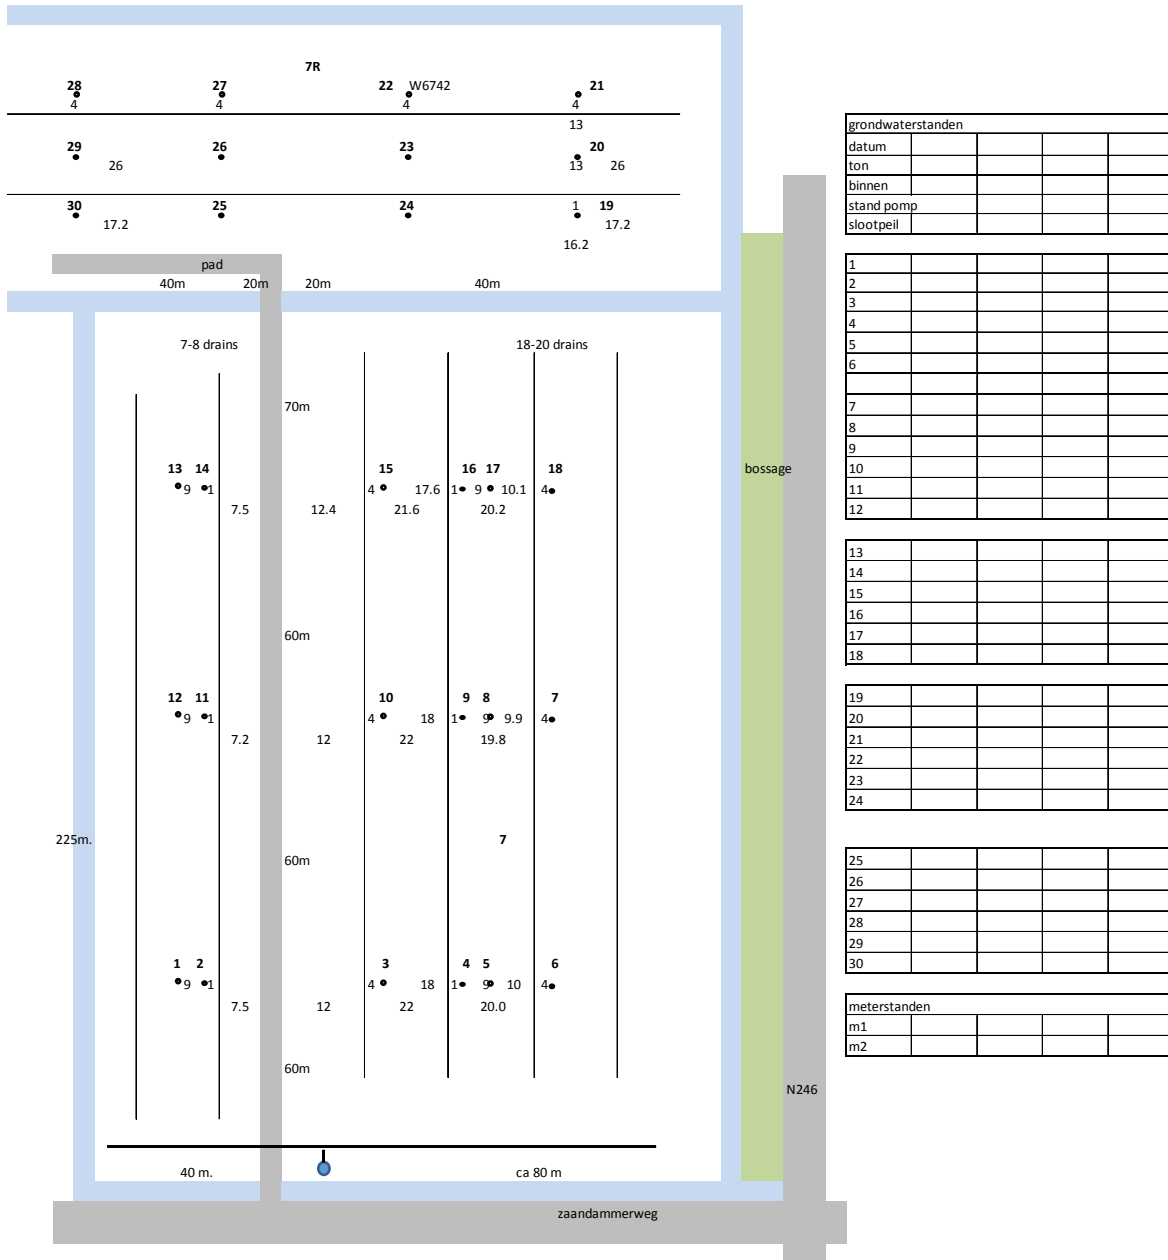 7R
28 27 22 W6742 21
4 4 4 4
13
29 26 23 20
26 13 26
30 25 24 1 19
17.2 17.2
16.2
pad
40m 20m 20m 40m
7-8 drains 18-20 drains
70m
13 14 15 16 17 18
9 1 4 17.6 1 9 10.1 4
7.5 12.4 21.6 20.2
bossage
60m
12 11 10 9 8 7
9 1 4 18 1 9 9.9 4
7.2 12 22 19.8
225m. 7
60m
1 2 3 4 5 6
9 1 4 18 1 9 10 4
7.5 12 22 20.0
60m
N246
40 m. ca 80 m
zaandammerweg
grondwaterstanden
datum
ton
binnen
stand pomp
slootpeil
1
2
3
4
5
6
7
8
9
10
11
12
13
14
15
16
17
18
19
20
21
22
23
24
25
26
27
28
29
30
meterstanden
m1
m2